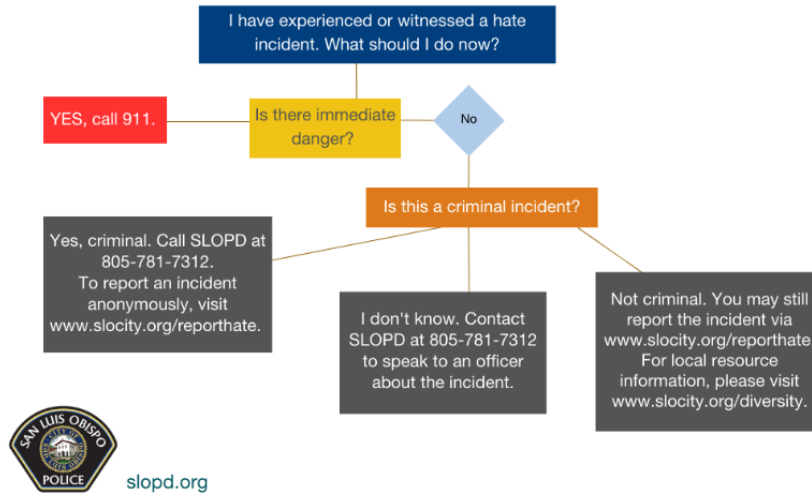 I have experienced or witnessed a hate
incident. What should I do now?
YES, call 911.
Is there immediate
danger?
No
Is this a criminal incident?
Yes, criminal. Call SLOPD at
805-781-7312.
To report an incident
anonymously, visit
www.slocity.org/reporthate.
I don't know. Contact
SLOPD at 805-781-7312
to speak to an officer
about the incident.
Not criminal. You may still
report the incident via
www.slocity.org/reporthate.
For local resource
information, please visit
www.slocity.org/diversity.
SAN LUIS OBISPO
POLICE
slopd.org